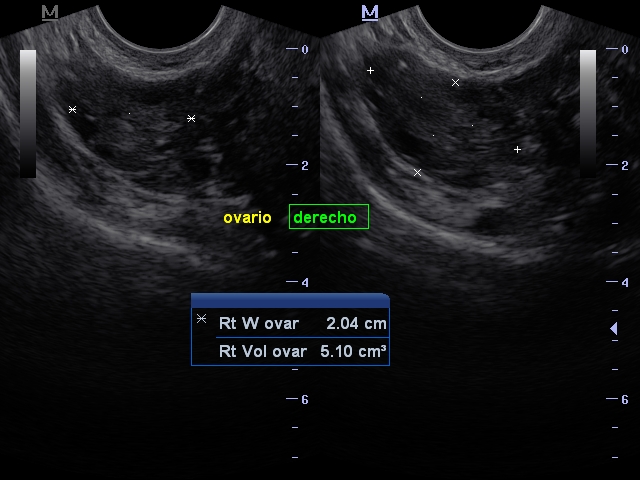 M M
0 0
2 2
ovario derecho
4 4
Rt W ovar 2.04 cm
Rt Vol ovar 5.10 cm³
6 6